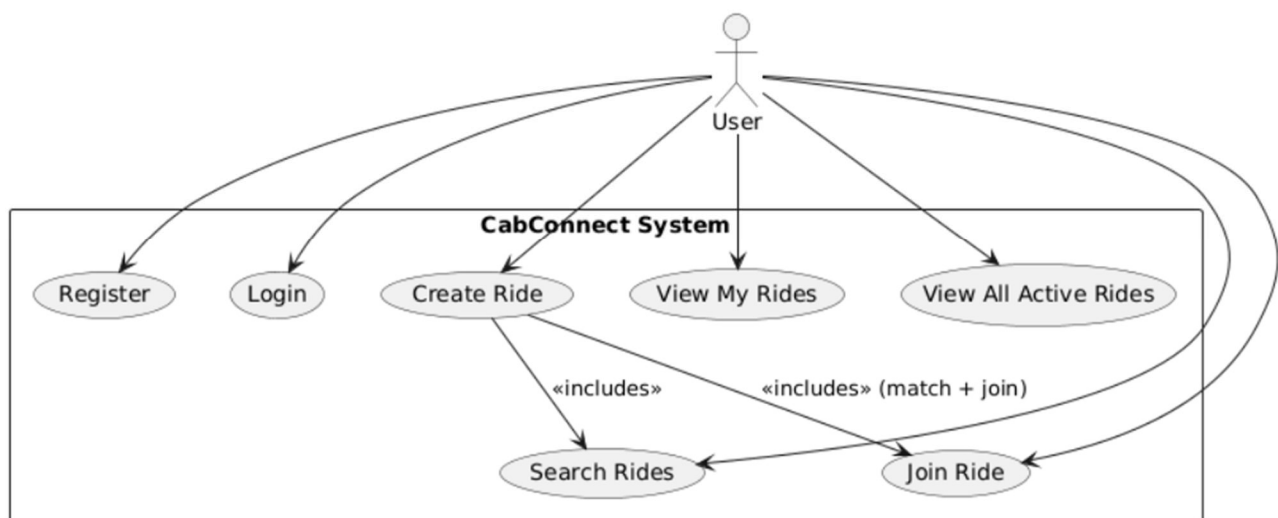 User
CabConnect System
Register
Login
Create Ride
View My Rides
View All Active Rides
«includes»
«includes» (match + join)
Search Rides
Join Ride